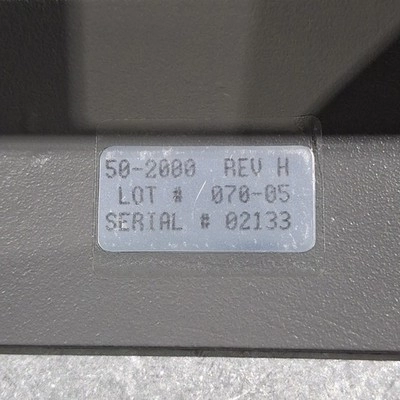 50-2000 REV H
LOT # 070-05
SERIAL # 02133